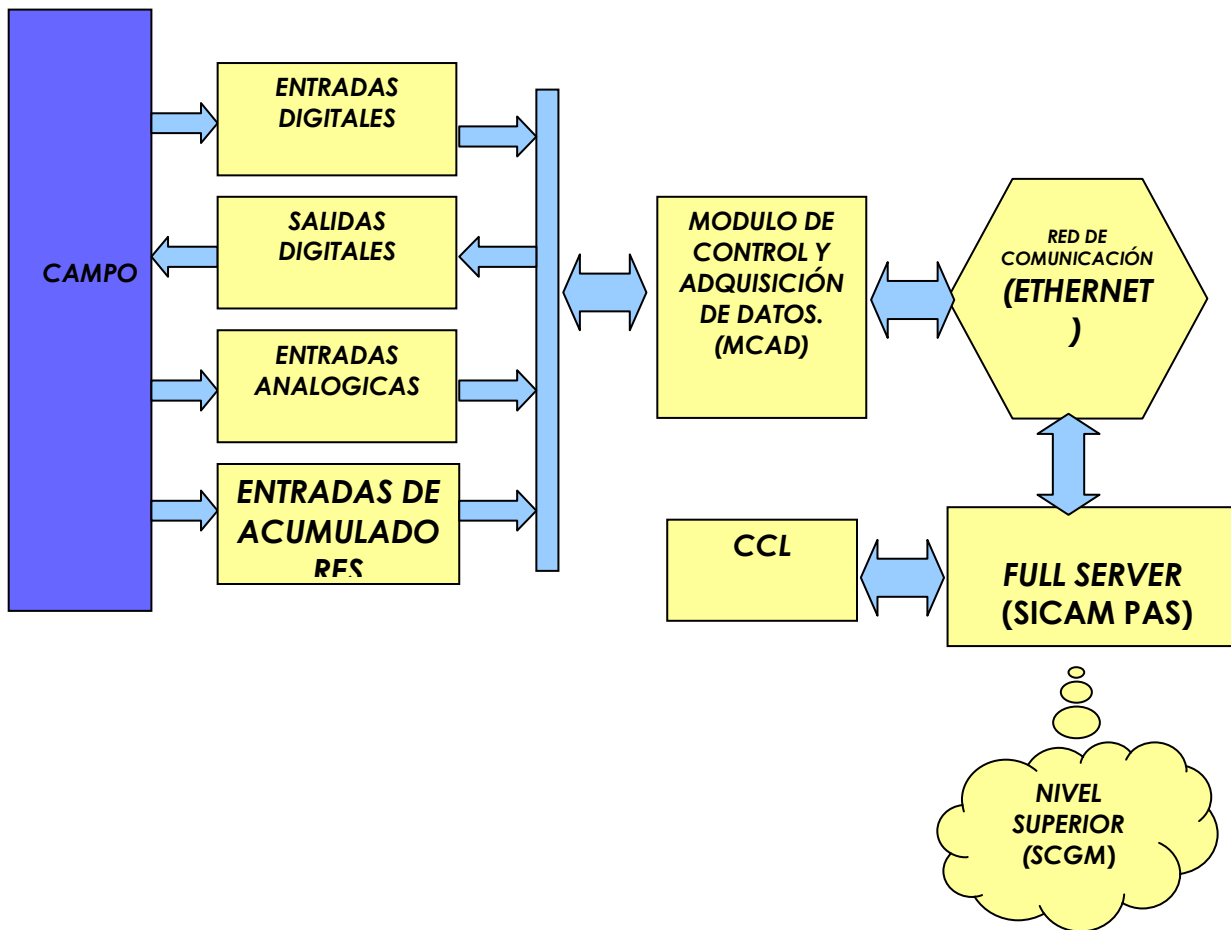 CAMPO
ENTRADAS
DIGITALES
SALIDAS
DIGITALES
ENTRADAS
ANALOGICAS
ENTRADAS DE
ACUMULADO
RES
MODULO DE
CONTROL Y
ADQUISICIÓN
DE DATOS.
(MCAD)
RED DE
COMUNICACIÓN
(ETHERNET
)
CCL
FULL SERVER
(SICAM PAS)
NIVEL
SUPERIOR
(SCGM)